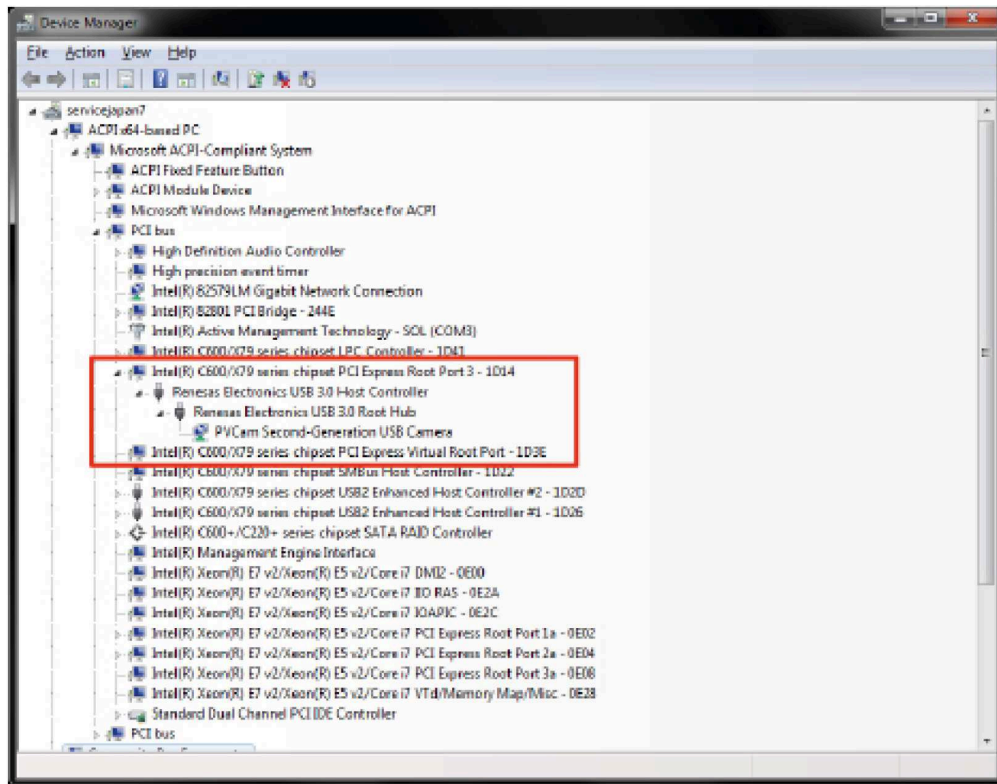 Device Manager
File Action View Help
servicejapan7
ACPI x64-based PC
Microsoft ACPI-Compliant System
ACPI Fixed Feature Button
ACPI Module Device
Microsoft Windows Management Interface for ACPI
PCI bus
High Definition Audio Controller
High precision event timer
Intel(R) 82579LM Gigabit Network Connection
Intel(R) 82801 PCI Bridge - 244E
Intel(R) Active Management Technology - SOL (COM3)
Intel(R) C600/X79 series chipset LPC Controller - 1D41
Intel(R) C600/X79 series chipset PCI Express Root Port 3 - 1D14
Renesas Electronics USB 3.0 Host Controller
Renesas Electronics USB 3.0 Root Hub
PVCam Second-Generation USB Camera
Intel(R) C600/X79 series chipset PCI Express Virtual Root Port - 1D3E
Intel(R) C600/X79 series chipset SMBus Host Controller - 1D22
Intel(R) C600/X79 series chipset USB2 Enhanced Host Controller #2 - 1D2D
Intel(R) C600/X79 series chipset USB2 Enhanced Host Controller #1 - 1D26
Intel(R) C600+/C220+ series chipset SATA RAID Controller
Intel(R) Management Engine Interface
Intel(R) Xeon(R) E7 v2/Xeon(R) E5 v2/Core i7 DMI2 - 0E00
Intel(R) Xeon(R) E7 v2/Xeon(R) E5 v2/Core i7 IIO RAS - 0E2A
Intel(R) Xeon(R) E7 v2/Xeon(R) E5 v2/Core i7 IOAPIC - 0E2C
Intel(R) Xeon(R) E7 v2/Xeon(R) E5 v2/Core i7 PCI Express Root Port 1a - 0E02
Intel(R) Xeon(R) E7 v2/Xeon(R) E5 v2/Core i7 PCI Express Root Port 2a - 0E04
Intel(R) Xeon(R) E7 v2/Xeon(R) E5 v2/Core i7 PCI Express Root Port 3a - 0E08
Intel(R) Xeon(R) E7 v2/Xeon(R) E5 v2/Core i7 VTd/Memory Map/Misc - 0E28
Standard Dual Channel PCI IDE Controller
PCI bus